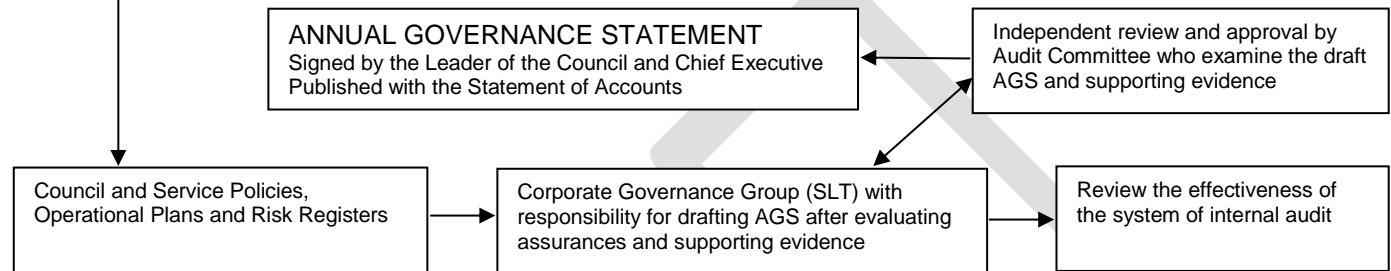 ANNUAL GOVERNANCE STATEMENT
Signed by the Leader of the Council and Chief Executive
Published with the Statement of Accounts
Independent review and approval by
Audit Committee who examine the draft
AGS and supporting evidence
Council and Service Policies,
Operational Plans and Risk Registers
Corporate Governance Group (SLT) with
responsibility for drafting AGS after evaluating
assurances and supporting evidence
Review the effectiveness of
the system of internal audit